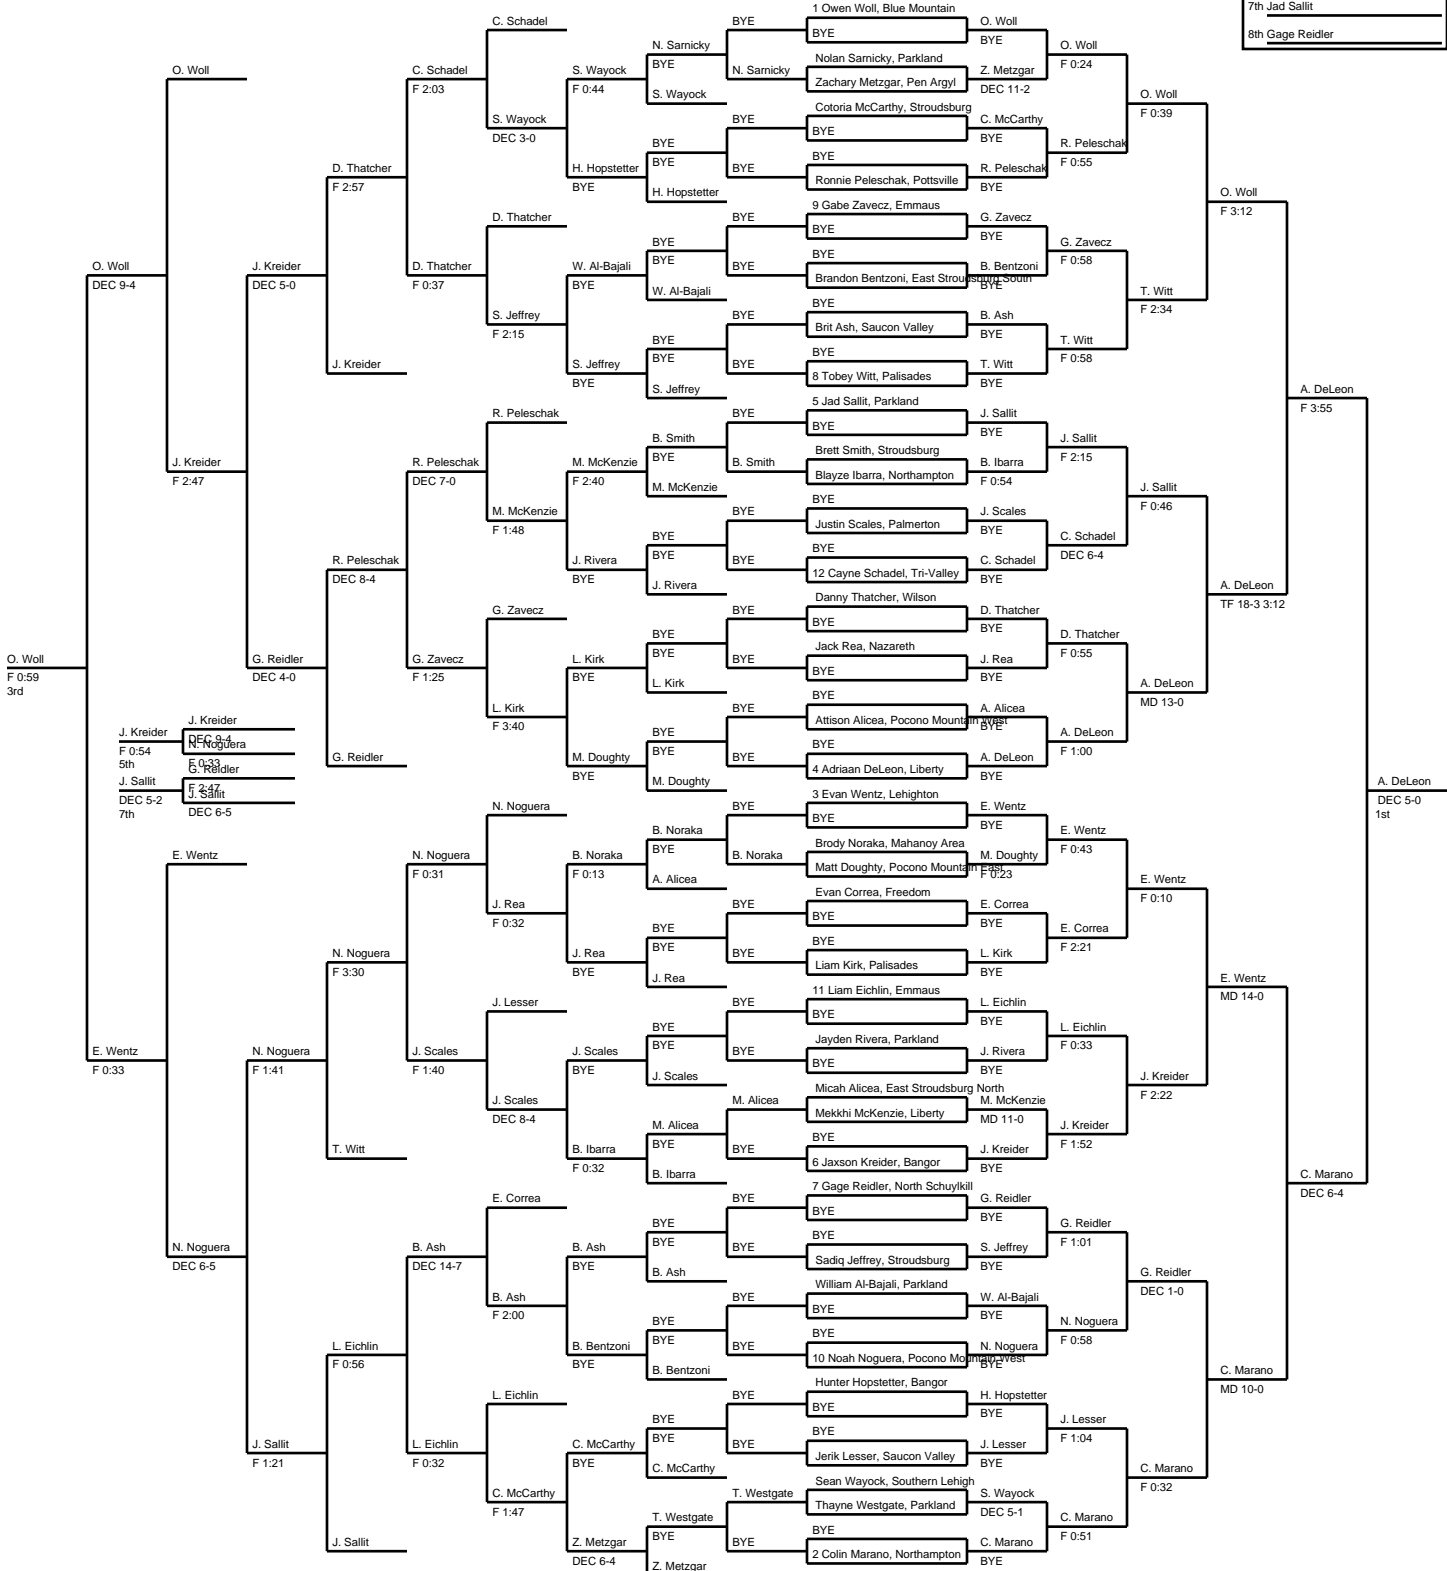 7th Jad Sallit
8th Gage Reidler
1 Owen Woll, Blue Mountain
BYE
Nolan Sarnicky, Parkland
Zachary Metzgar, Pen Argyl
Cotoria McCarthy, Stroudsburg
BYE
BYE
Ronnie Peleschak, Pottsville
9 Gabe Zavecz, Emmaus
BYE
BYE
Brandon Bentzoni, East Stroudsburg South
BYE
Brit Ash, Saucon Valley
BYE
8 Tobey Witt, Palisades
5 Jad Sallit, Parkland
BYE
Brett Smith, Stroudsburg
Blayze Ibarra, Northampton
BYE
Justin Scales, Palmerton
BYE
12 Cayne Schadel, Tri-Valley
Danny Thatcher, Wilson
BYE
Jack Rea, Nazareth
BYE
BYE
Attison Alicea, Pocono Mountain West
BYE
4 Adriaan DeLeon, Liberty
3 Evan Wentz, Lehighton
BYE
Brody Noraka, Mahanoy Area
Matt Doughty, Pocono Mountain East
Evan Correa, Freedom
BYE
BYE
Liam Kirk, Palisades
11 Liam Eichlin, Emmaus
BYE
Jayden Rivera, Parkland
BYE
Micah Alicea, East Stroudsburg North
Mekkhi McKenzie, Liberty
BYE
6 Jaxson Kreider, Bangor
7 Gage Reidler, North Schuylkill
BYE
BYE
Sadiq Jeffrey, Stroudsburg
William Al-Bajali, Parkland
BYE
BYE
10 Noah Noguera, Pocono Mountain West
Hunter Hopstetter, Bangor
BYE
BYE
Jerik Lesser, Saucon Valley
Sean Wayock, Southern Lehigh
Thayne Westgate, Parkland
BYE
2 Colin Marano, Northampton
O. Woll
BYE
Z. Metzgar
DEC 11-2
C. McCarthy
BYE
R. Peleschak
BYE
G. Zavecz
BYE
B. Bentzoni
BYE
B. Ash
BYE
T. Witt
BYE
J. Sallit
BYE
B. Ibarra
F 0:54
J. Scales
BYE
C. Schadel
BYE
D. Thatcher
BYE
J. Rea
BYE
A. Alicea
BYE
A. DeLeon
BYE
E. Wentz
BYE
M. Doughty
F 0:23
E. Correa
BYE
L. Kirk
BYE
L. Eichlin
BYE
J. Rivera
BYE
M. McKenzie
MD 11-0
J. Kreider
BYE
G. Reidler
BYE
S. Jeffrey
BYE
W. Al-Bajali
BYE
N. Noguera
BYE
H. Hopstetter
BYE
J. Lesser
BYE
S. Wayock
DEC 5-1
C. Marano
BYE
O. Woll
F 0:24
R. Peleschak
F 0:55
G. Zavecz
F 0:58
T. Witt
F 0:58
J. Sallit
F 2:15
C. Schadel
DEC 6-4
D. Thatcher
F 0:55
A. DeLeon
F 1:00
E. Wentz
F 0:43
E. Correa
F 2:21
L. Eichlin
F 0:33
J. Kreider
F 1:52
G. Reidler
F 1:01
N. Noguera
F 0:58
J. Lesser
F 1:04
C. Marano
F 0:51
O. Woll
F 0:39
T. Witt
F 2:34
J. Sallit
F 0:46
A. DeLeon
MD 13-0
E. Wentz
F 0:10
J. Kreider
F 2:22
G. Reidler
DEC 1-0
C. Marano
F 0:32
O. Woll
F 3:12
A. DeLeon
TF 18-3 3:12
E. Wentz
MD 14-0
C. Marano
MD 10-0
A. DeLeon
F 3:55
C. Marano
DEC 6-4
A. DeLeon
DEC 5-0
1st
BYE
N. Sarnicky
BYE
BYE
BYE
BYE
BYE
BYE
BYE
B. Smith
BYE
BYE
BYE
BYE
BYE
BYE
BYE
B. Noraka
BYE
BYE
BYE
BYE
M. Alicea
BYE
BYE
BYE
BYE
BYE
BYE
BYE
T. Westgate
BYE
N. Sarnicky
BYE
S. Wayock
BYE
BYE
H. Hopstetter
BYE
BYE
W. Al-Bajali
BYE
BYE
S. Jeffrey
B. Smith
BYE
M. McKenzie
BYE
BYE
J. Rivera
BYE
BYE
L. Kirk
BYE
BYE
M. Doughty
B. Noraka
BYE
A. Alicea
BYE
BYE
J. Rea
BYE
BYE
J. Scales
M. Alicea
BYE
B. Ibarra
BYE
BYE
B. Ash
BYE
BYE
B. Bentzoni
BYE
BYE
C. McCarthy
T. Westgate
BYE
Z. Metzgar
S. Wayock
F 0:44
H. Hopstetter
BYE
W. Al-Bajali
BYE
S. Jeffrey
BYE
M. McKenzie
F 2:40
J. Rivera
BYE
L. Kirk
BYE
M. Doughty
BYE
B. Noraka
F 0:13
J. Rea
BYE
J. Scales
BYE
B. Ibarra
F 0:32
B. Ash
BYE
B. Bentzoni
BYE
C. McCarthy
BYE
Z. Metzgar
DEC 6-4
C. Schadel
S. Wayock
DEC 3-0
D. Thatcher
S. Jeffrey
F 2:15
R. Peleschak
M. McKenzie
F 1:48
G. Zavecz
L. Kirk
F 3:40
N. Noguera
J. Rea
F 0:32
J. Lesser
J. Scales
DEC 8-4
E. Correa
B. Ash
F 2:00
L. Eichlin
C. McCarthy
F 1:47
C. Schadel
F 2:03
D. Thatcher
F 0:37
R. Peleschak
DEC 7-0
G. Zavecz
F 1:25
N. Noguera
F 0:31
J. Scales
F 1:40
B. Ash
DEC 14-7
L. Eichlin
F 0:32
D. Thatcher
F 2:57
J. Kreider
R. Peleschak
DEC 8-4
G. Reidler
N. Noguera
F 3:30
T. Witt
L. Eichlin
F 0:56
J. Sallit
J. Kreider
DEC 5-0
G. Reidler
DEC 4-0
N. Noguera
F 1:41
J. Sallit
F 1:21
O. Woll
J. Kreider
F 2:47
E. Wentz
N. Noguera
DEC 6-5
O. Woll
DEC 9-4
E. Wentz
F 0:33
O. Woll
F 0:59
3rd
J. Kreider
DEC 9-4
N. Noguera
F 0:33
J. Kreider
F 0:54
5th
G. Reidler
F 2:47
J. Sallit
DEC 6-5
J. Sallit
DEC 5-2
7th